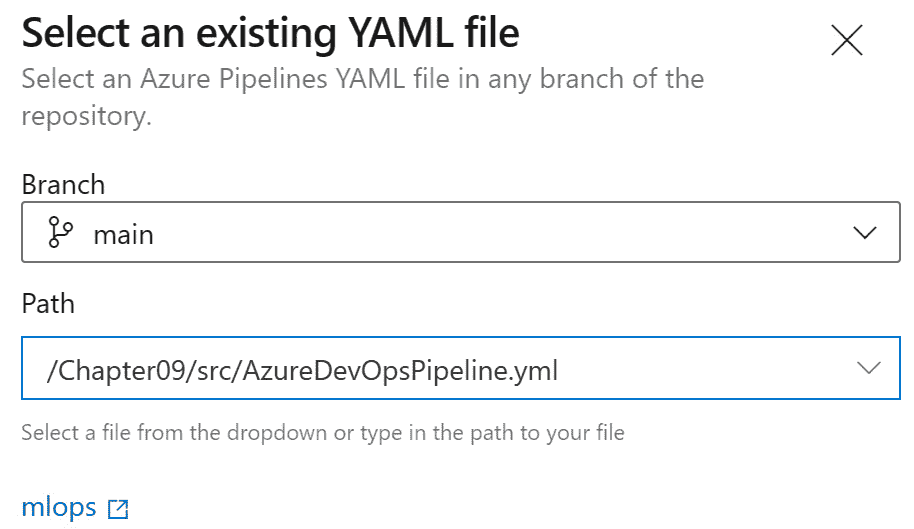 Select an existing YAML file
Select an Azure Pipelines YAML file in any branch of the
repository.
Branch
main
Path
/Chapter09/src/AzureDevOpsPipeline.yml
Select a file from the dropdown or type in the path to your file
mlops